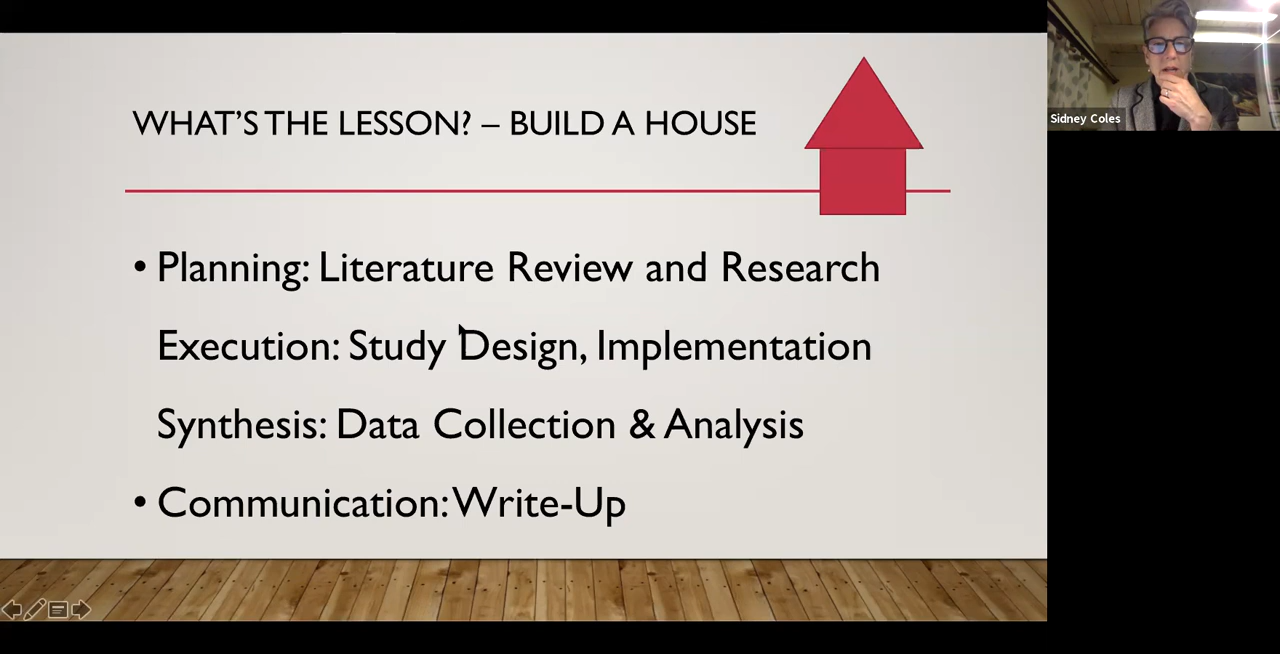 WHAT'S THE LESSON? – BUILD A HOUSE
Sidney Coles
• Planning: Literature Review and Research
Execution: Study Design, Implementation
Synthesis: Data Collection & Analysis
• Communication: Write-Up